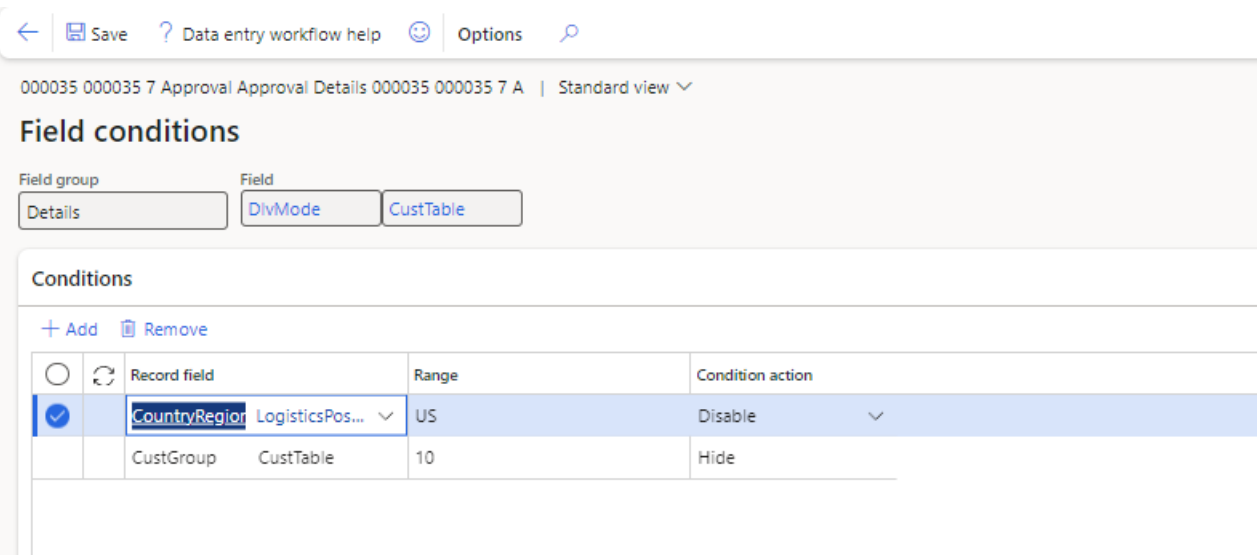 Save Data entry workflow help Options
000035 000035 7 Approval Approval Details 000035 000035 7 A | Standard view
Field conditions
Field group Field
Details DlvMode CustTable
Conditions
+ Add Remove
Record field Range Condition action
CountryRegion LogisticsPos... US Disable
CustGroup CustTable 10 Hide